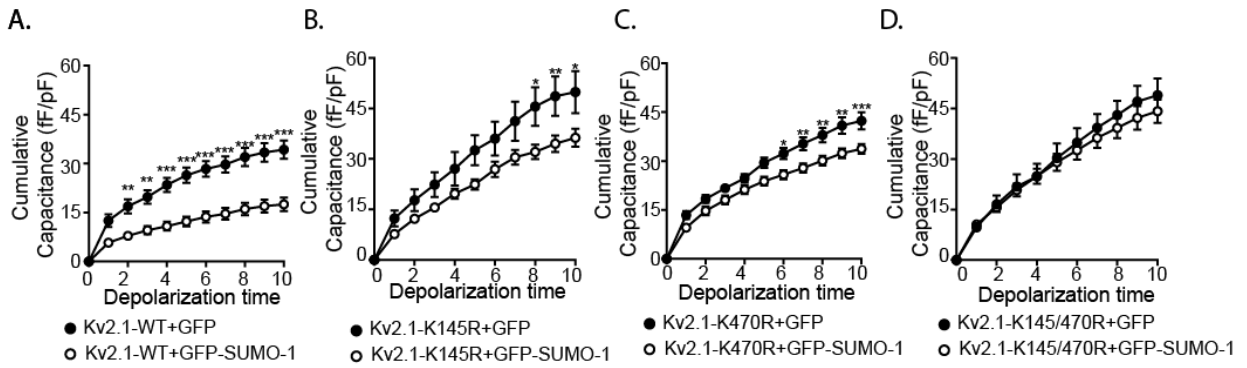 A.
Cumulative
Capacitance (fF/pF)
60
45
30
15
0
** ** *** *** *** *** *** *** ***
0 2 4 6 8 10
Depolarization time
Kv2.1-WT+GFP
Kv2.1-WT+GFP-SUMO-1
B.
Cumulative
Capacitance (fF/pF)
60
45
30
15
0
* ** *
0 2 4 6 8 10
Depolarization time
Kv2.1-K145R+GFP
Kv2.1-K145R+GFP-SUMO-1
C.
Cumulative
Capacitance (fF/pF)
60
45
30
15
0
* ** ** ** ***
0 2 4 6 8 10
Depolarization time
Kv2.1-K470R+GFP
Kv2.1-K470R+GFP-SUMO-1
D.
Cumulative
Capacitance (fF/pF)
60
45
30
15
0
0 2 4 6 8 10
Depolarization time
Kv2.1-K145/470R+GFP
Kv2.1-K145/470R+GFP-SUMO-1